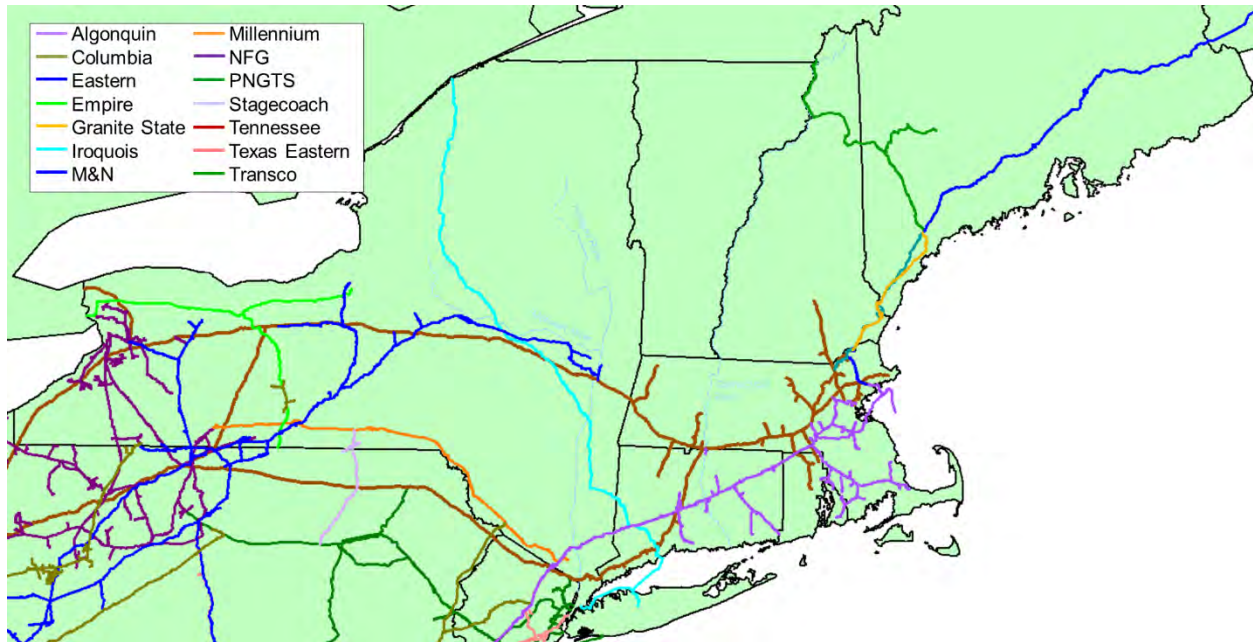 Algonquin Millennium
Columbia NFG
Eastern PNGTS
Empire Stagecoach
Granite State Tennessee
Iroquois Texas Eastern
M&N Transco